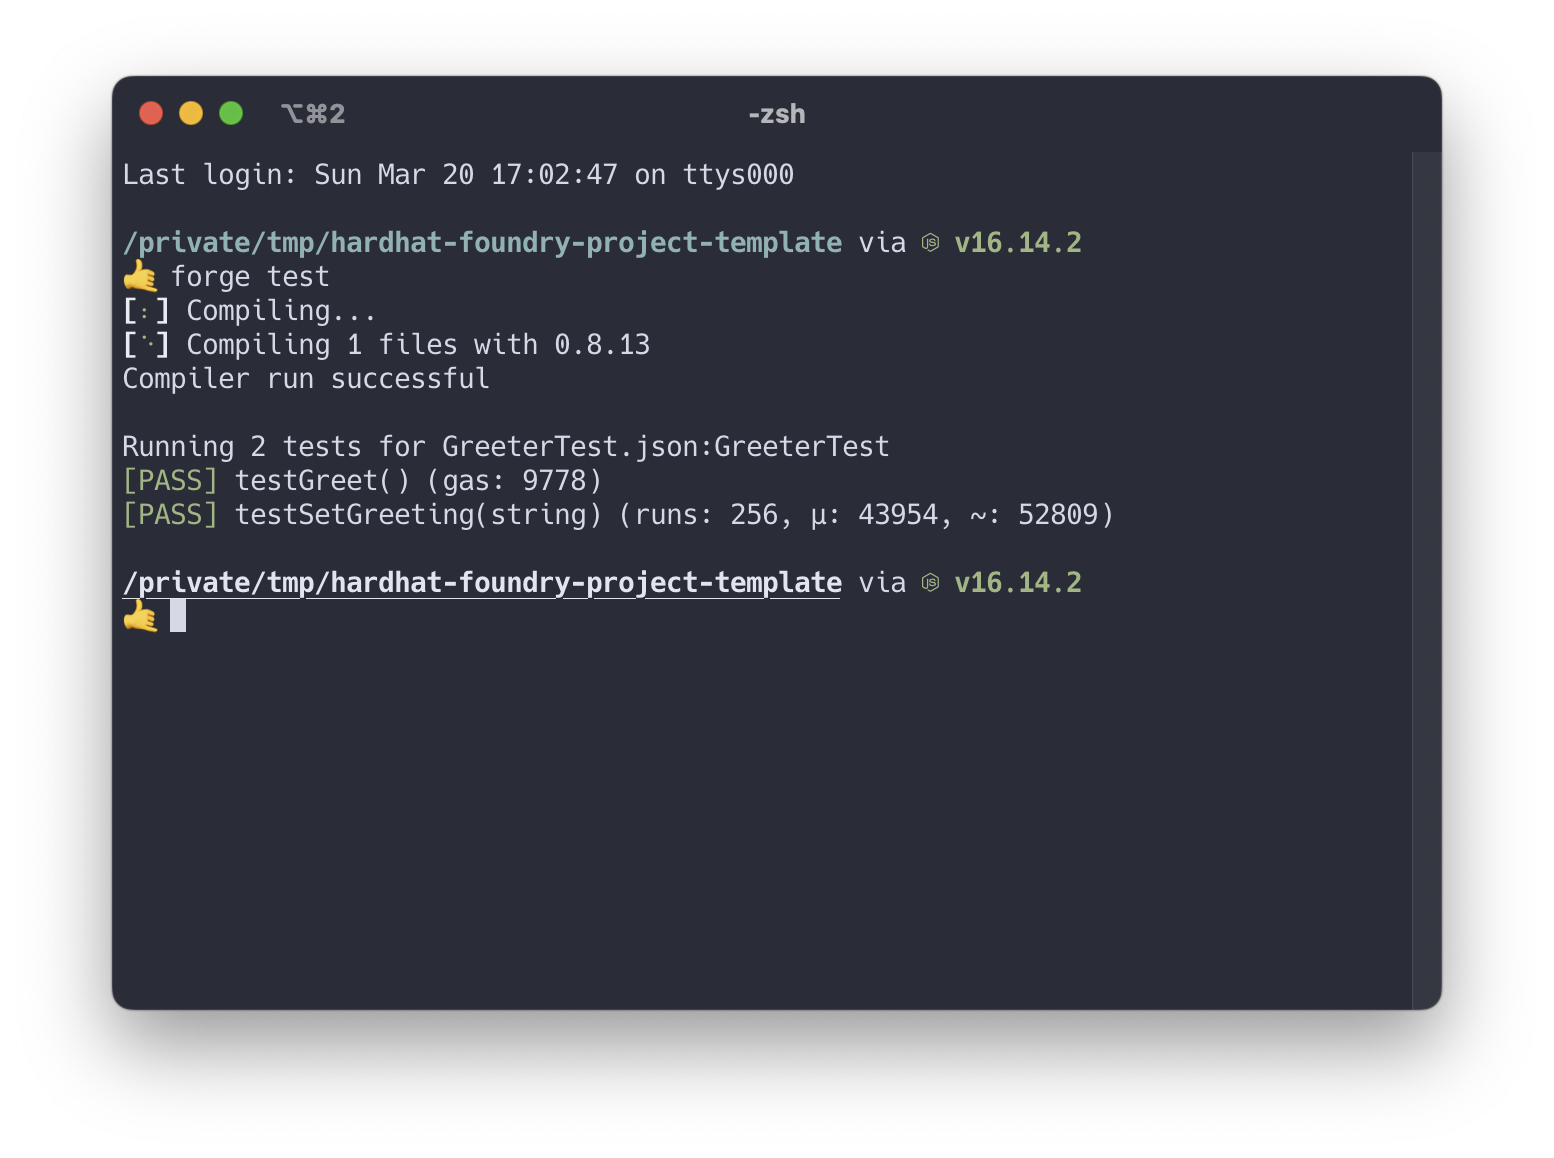 ⌥⌘2
-zsh
Last login: Sun Mar 20 17:02:47 on ttys000
/private/tmp/hardhat-foundry-project-template via ⬢ v16.14.2
🤙 forge test
[⠰] Compiling...
[⠑] Compiling 1 files with 0.8.13
Compiler run successful
Running 2 tests for GreeterTest.json:GreeterTest
[PASS] testGreet() (gas: 9778)
[PASS] testSetGreeting(string) (runs: 256, μ: 43954, ~: 52809)
/private/tmp/hardhat-foundry-project-template via ⬢ v16.14.2
🤙